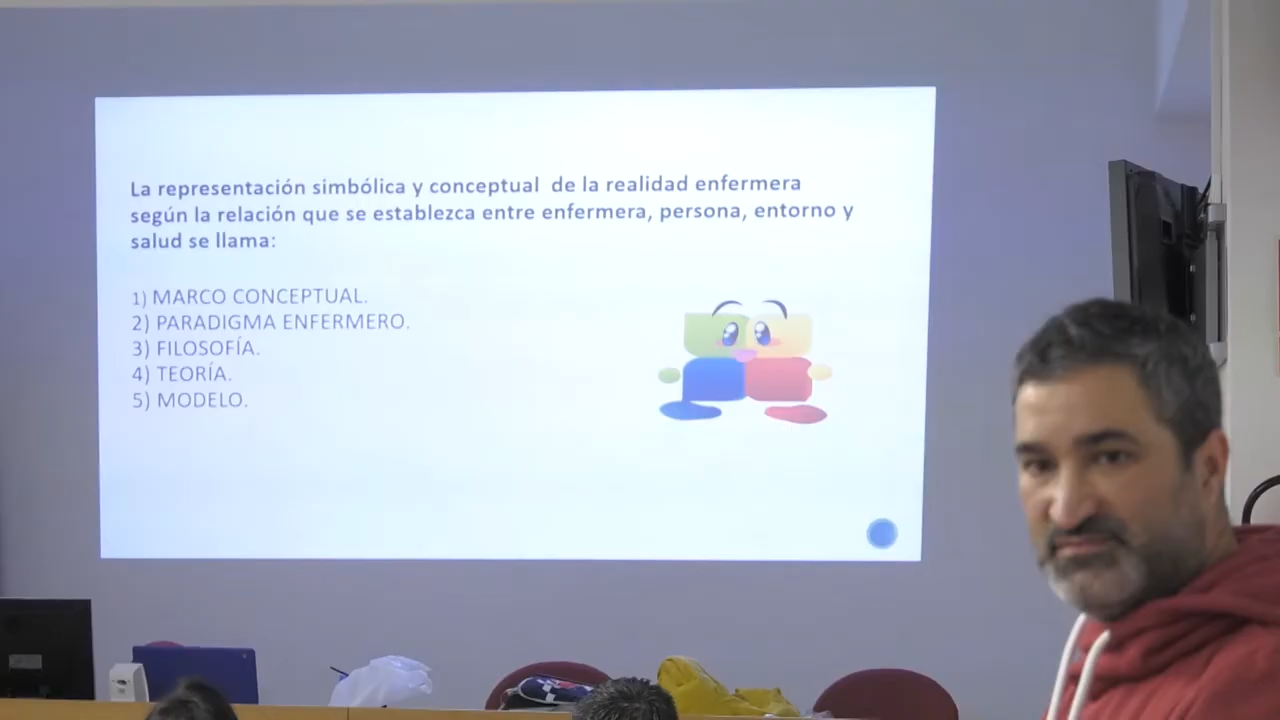 La representación simbólica y conceptual de la realidad enfermera
según la relación que se establezca entre enfermera, persona, entorno y
salud se llama:
1) MARCO CONCEPTUAL.
2) PARADIGMA ENFERMERO.
3) FILOSOFÍA.
4) TEORÍA.
5) MODELO.